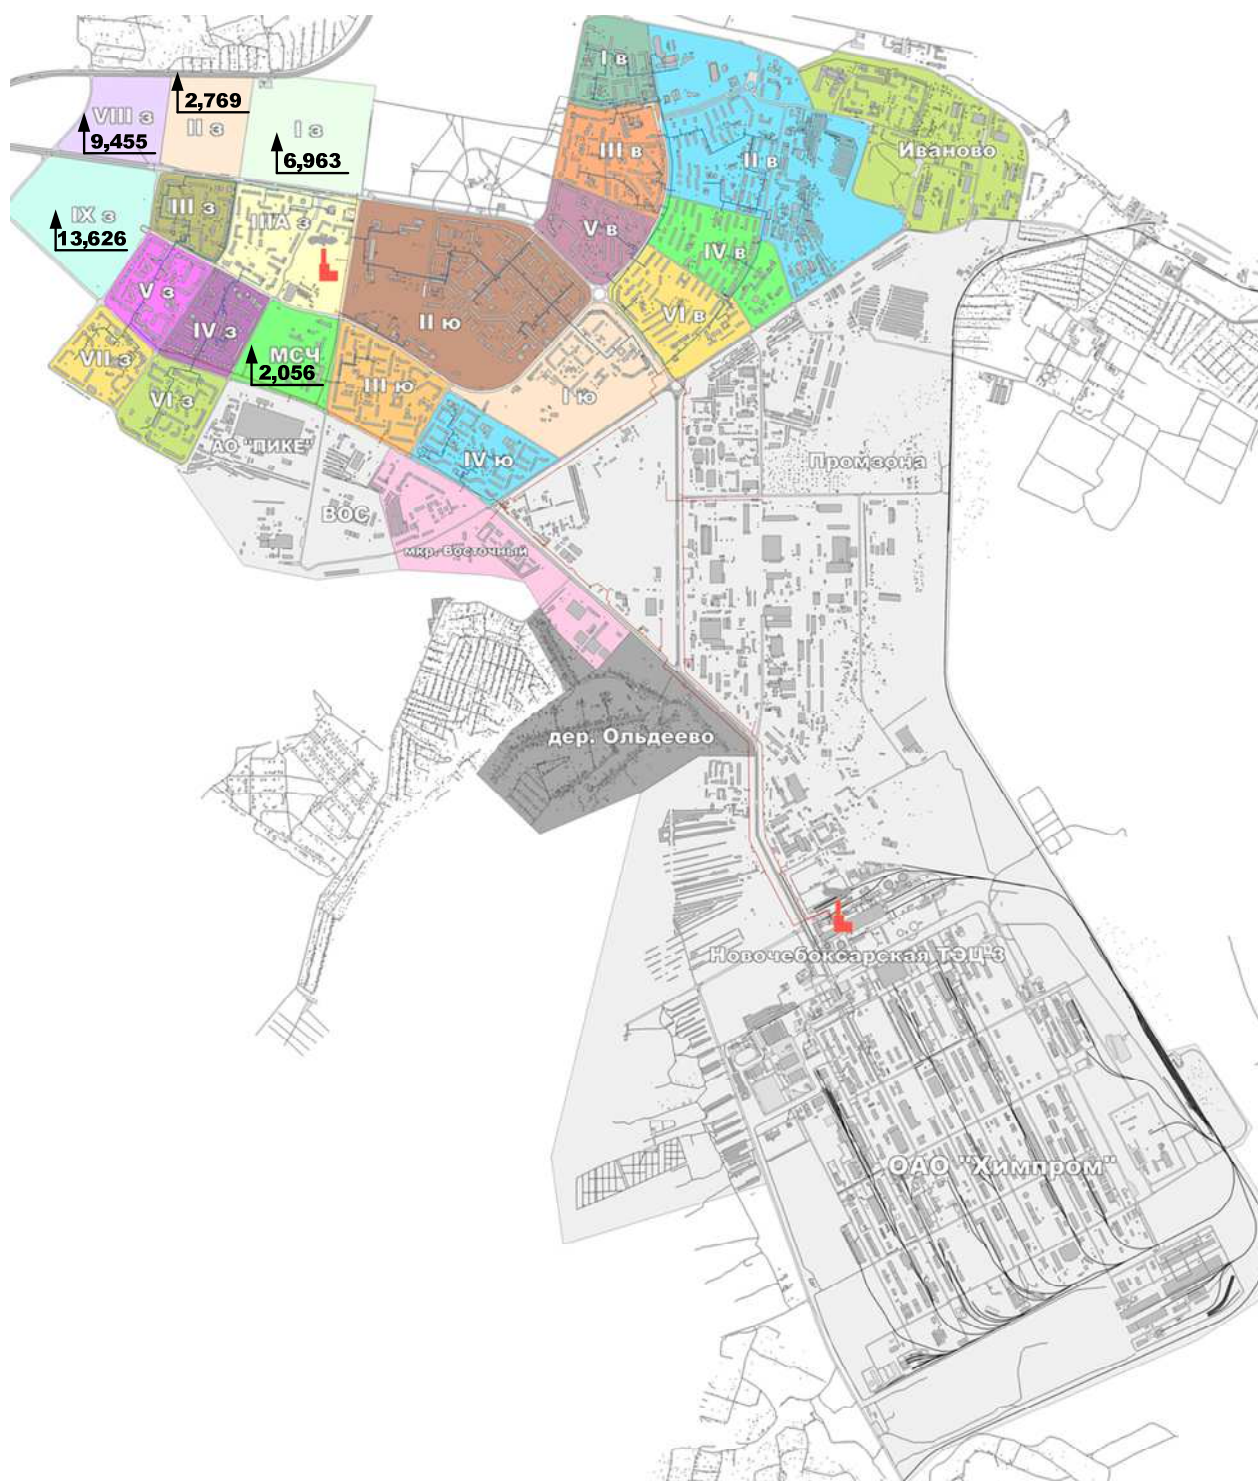 I в
2,769
VIII з
II з
I з
9,455
6,963
III в
II в
Иваново
IX з
III з
IIIА з
13,626
V в
IV в
V з
IV з
II ю
VI в
VII з
МСЧ
2,056
III ю
I ю
VI з
АО "ПИКЕ"
IV ю
Промзона
ВОС
мкр. Восточный
дер. Ольдеево
Новочебоксарская ТЭЦ-3
ОАО "Химпром"